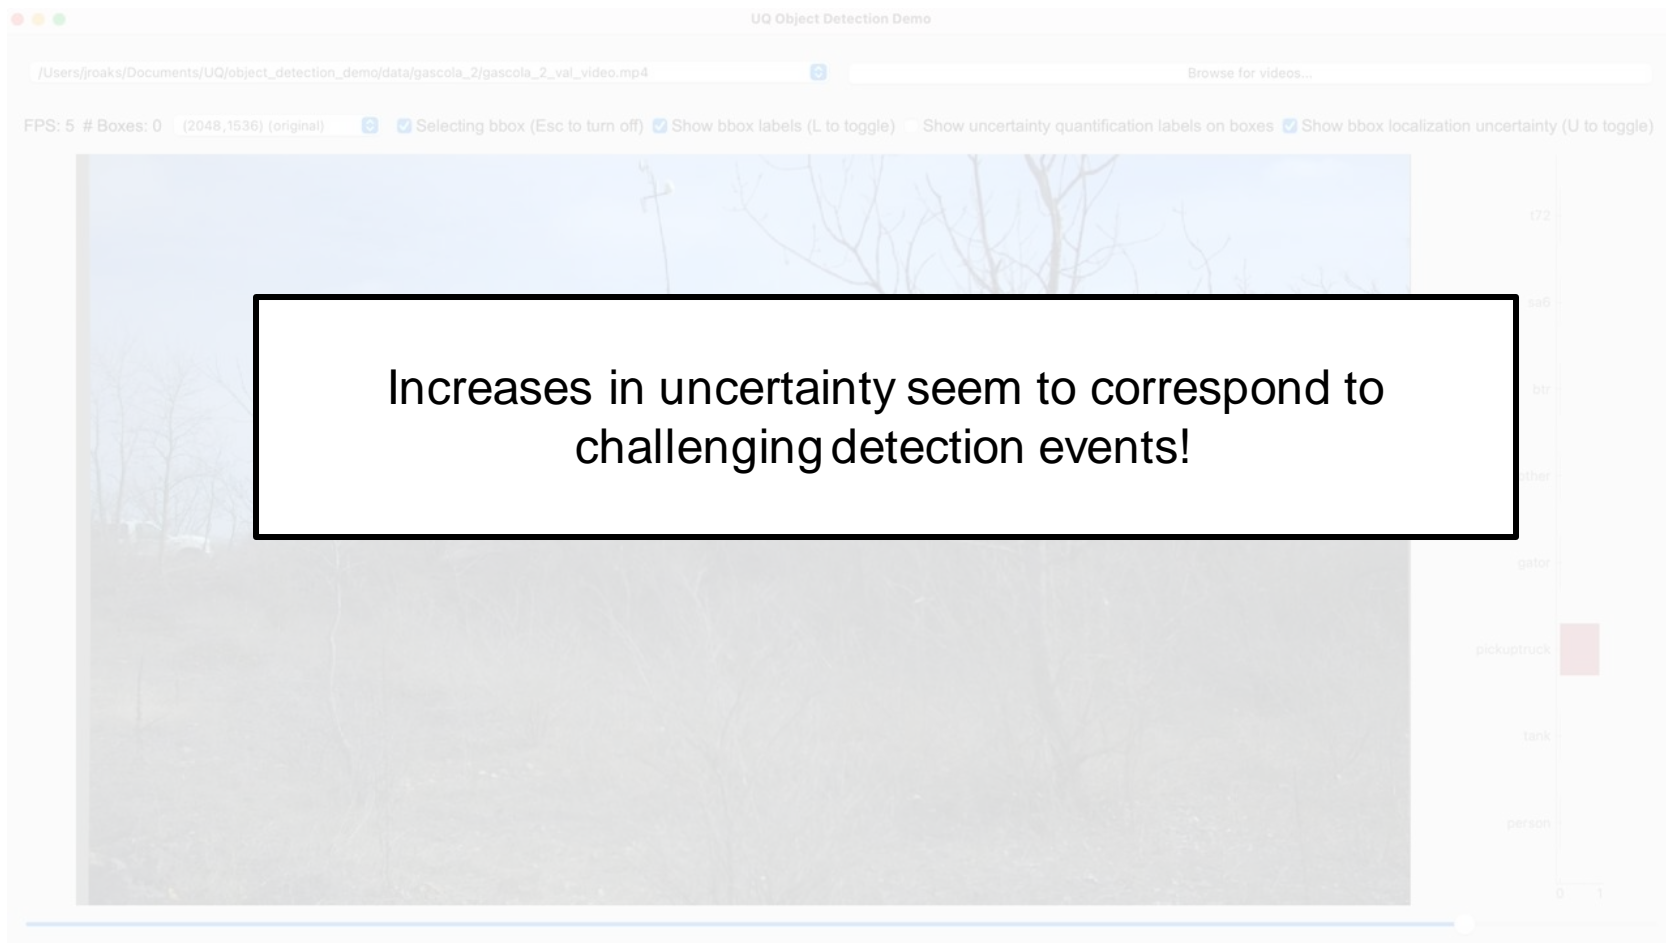 UQ Object Detection Demo
/Users/jroaks/Documents/UQ/object_detection_demo/data/gascola_2/gascola_2_val_video.mp4
Browse for videos...
FPS: 5 # Boxes: 0 (2048,1536) (original) Selecting bbox (Esc to turn off) Show bbox labels (L to toggle) Show uncertainty quantification labels on boxes Show bbox localization uncertainty (U to toggle)
t72
sa6
Increases in uncertainty seem to correspond to
challenging detection events!
btr
other
gator
pickuptruck
tank
person
0 1